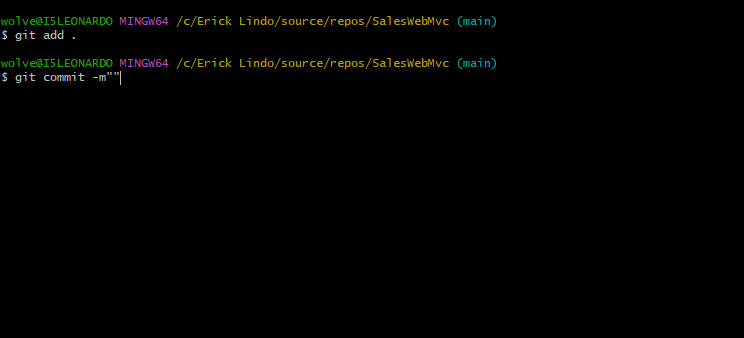 wolve@I5LEONARDO MINGW64 /c/Erick Lindo/source/repos/SalesWebMvc (main)
$ git add .
wolve@I5LEONARDO MINGW64 /c/Erick Lindo/source/repos/SalesWebMvc (main)
$ git commit -m""